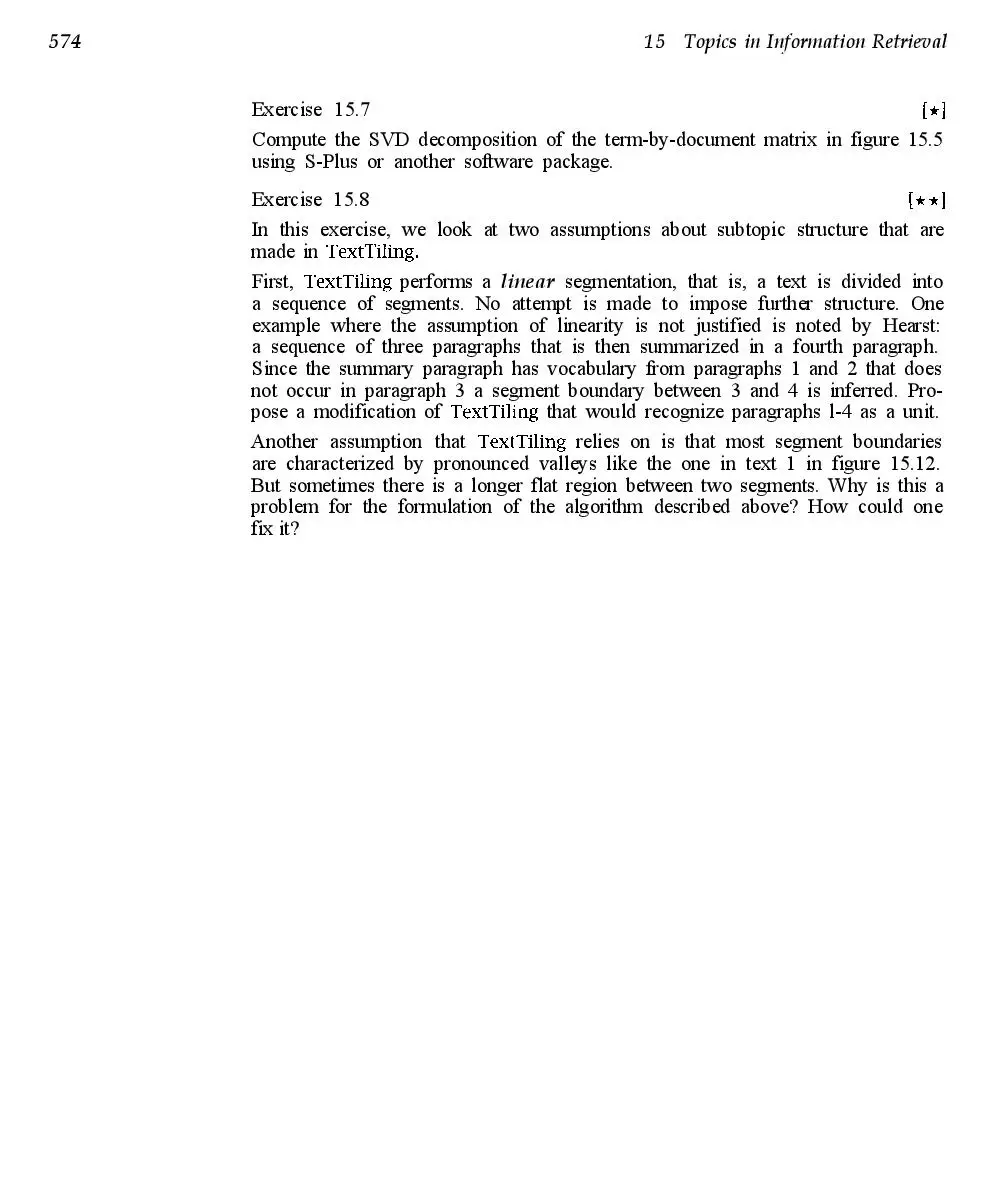 574
15 Topics in Information Retrieval
Exercise 15.7 [⋆]
Compute the SVD decomposition of the term-by-document matrix in figure 15.5
using S-Plus or another software package.
Exercise 15.8 [⋆⋆]
In this exercise, we look at two assumptions about subtopic structure that are
made in TextTiling.
First, TextTiling performs a linear segmentation, that is, a text is divided into
a sequence of segments. No attempt is made to impose further structure. One
example where the assumption of linearity is not justified is noted by Hearst:
a sequence of three paragraphs that is then summarized in a fourth paragraph.
Since the summary paragraph has vocabulary from paragraphs 1 and 2 that does
not occur in paragraph 3 a segment boundary between 3 and 4 is inferred. Pro-
pose a modification of TextTiling that would recognize paragraphs l-4 as a unit.
Another assumption that TextTiling relies on is that most segment boundaries
are characterized by pronounced valleys like the one in text 1 in figure 15.12.
But sometimes there is a longer flat region between two segments. Why is this a
problem for the formulation of the algorithm described above? How could one
fix it?